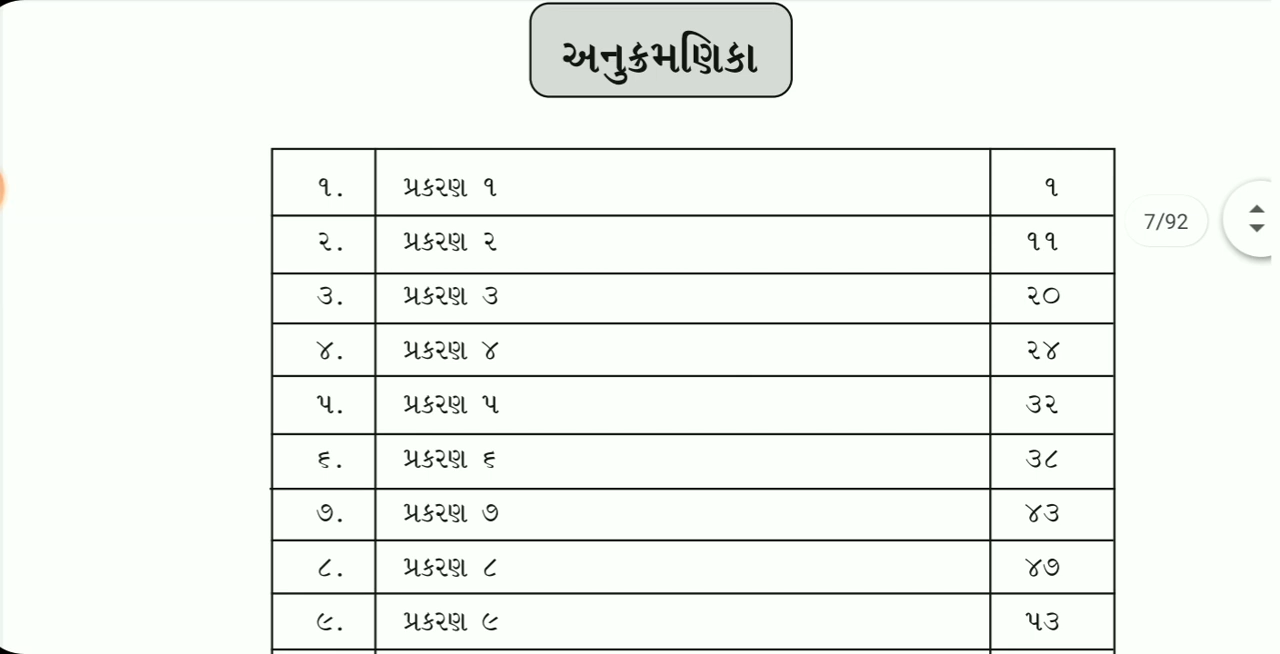 અનુક્રમણિકા
૧. પ્રકરણ ૧ ૧
૨. પ્રકરણ ૨ ૧૧
7/92
૩. પ્રકરણ ૩ ૨૦
૪. પ્રકરણ ૪ ૨૪
૫. પ્રકરણ ૫ ૩૨
૬. પ્રકરણ ૬ ૩૮
૭. પ્રકરણ ૭ ૪૩
૮. પ્રકરણ ૮ ૪૭
૯. પ્રકરણ ૯ ૫૩